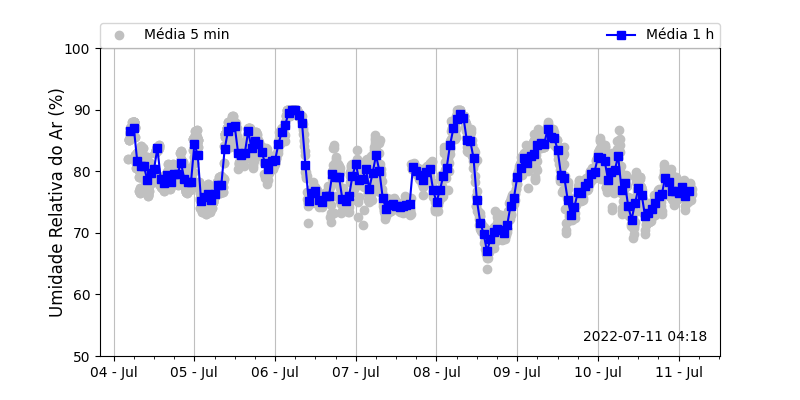 Média 5 min Média 1 h
Umidade Relativa do Ar (%)
100
90
80
70
60
50
2022-07-11 04:18
04 - Jul 05 - Jul 06 - Jul 07 - Jul 08 - Jul 09 - Jul 10 - Jul 11 - Jul